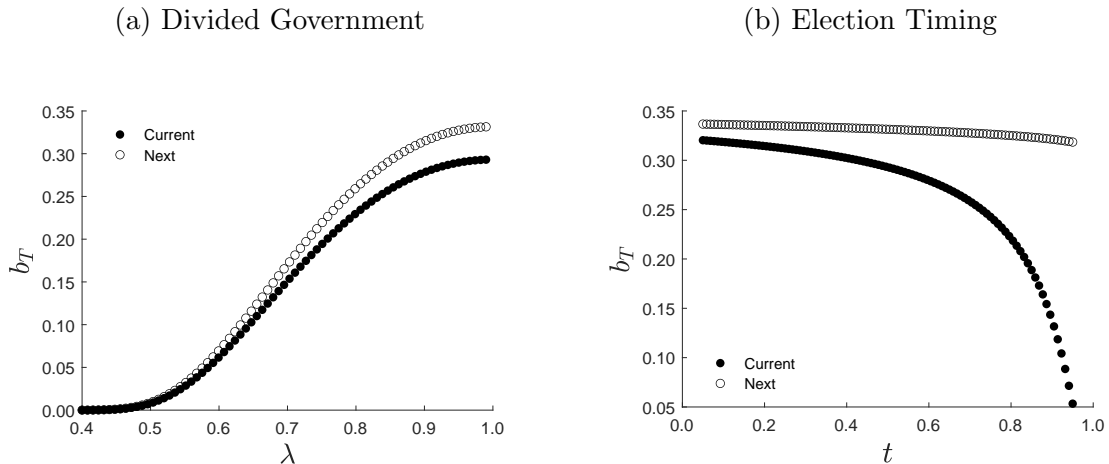 (a) Divided Government
0.35
0.30
0.25
0.20
0.15
0.10
0.05
0.00
b_T
Current
Next
0.4 0.5 0.6 0.7 0.8 0.9 1.0
λ
(b) Election Timing
0.35
0.30
0.25
0.20
0.15
0.10
0.05
b_T
Current
Next
0.0 0.2 0.4 0.6 0.8 1.0
t